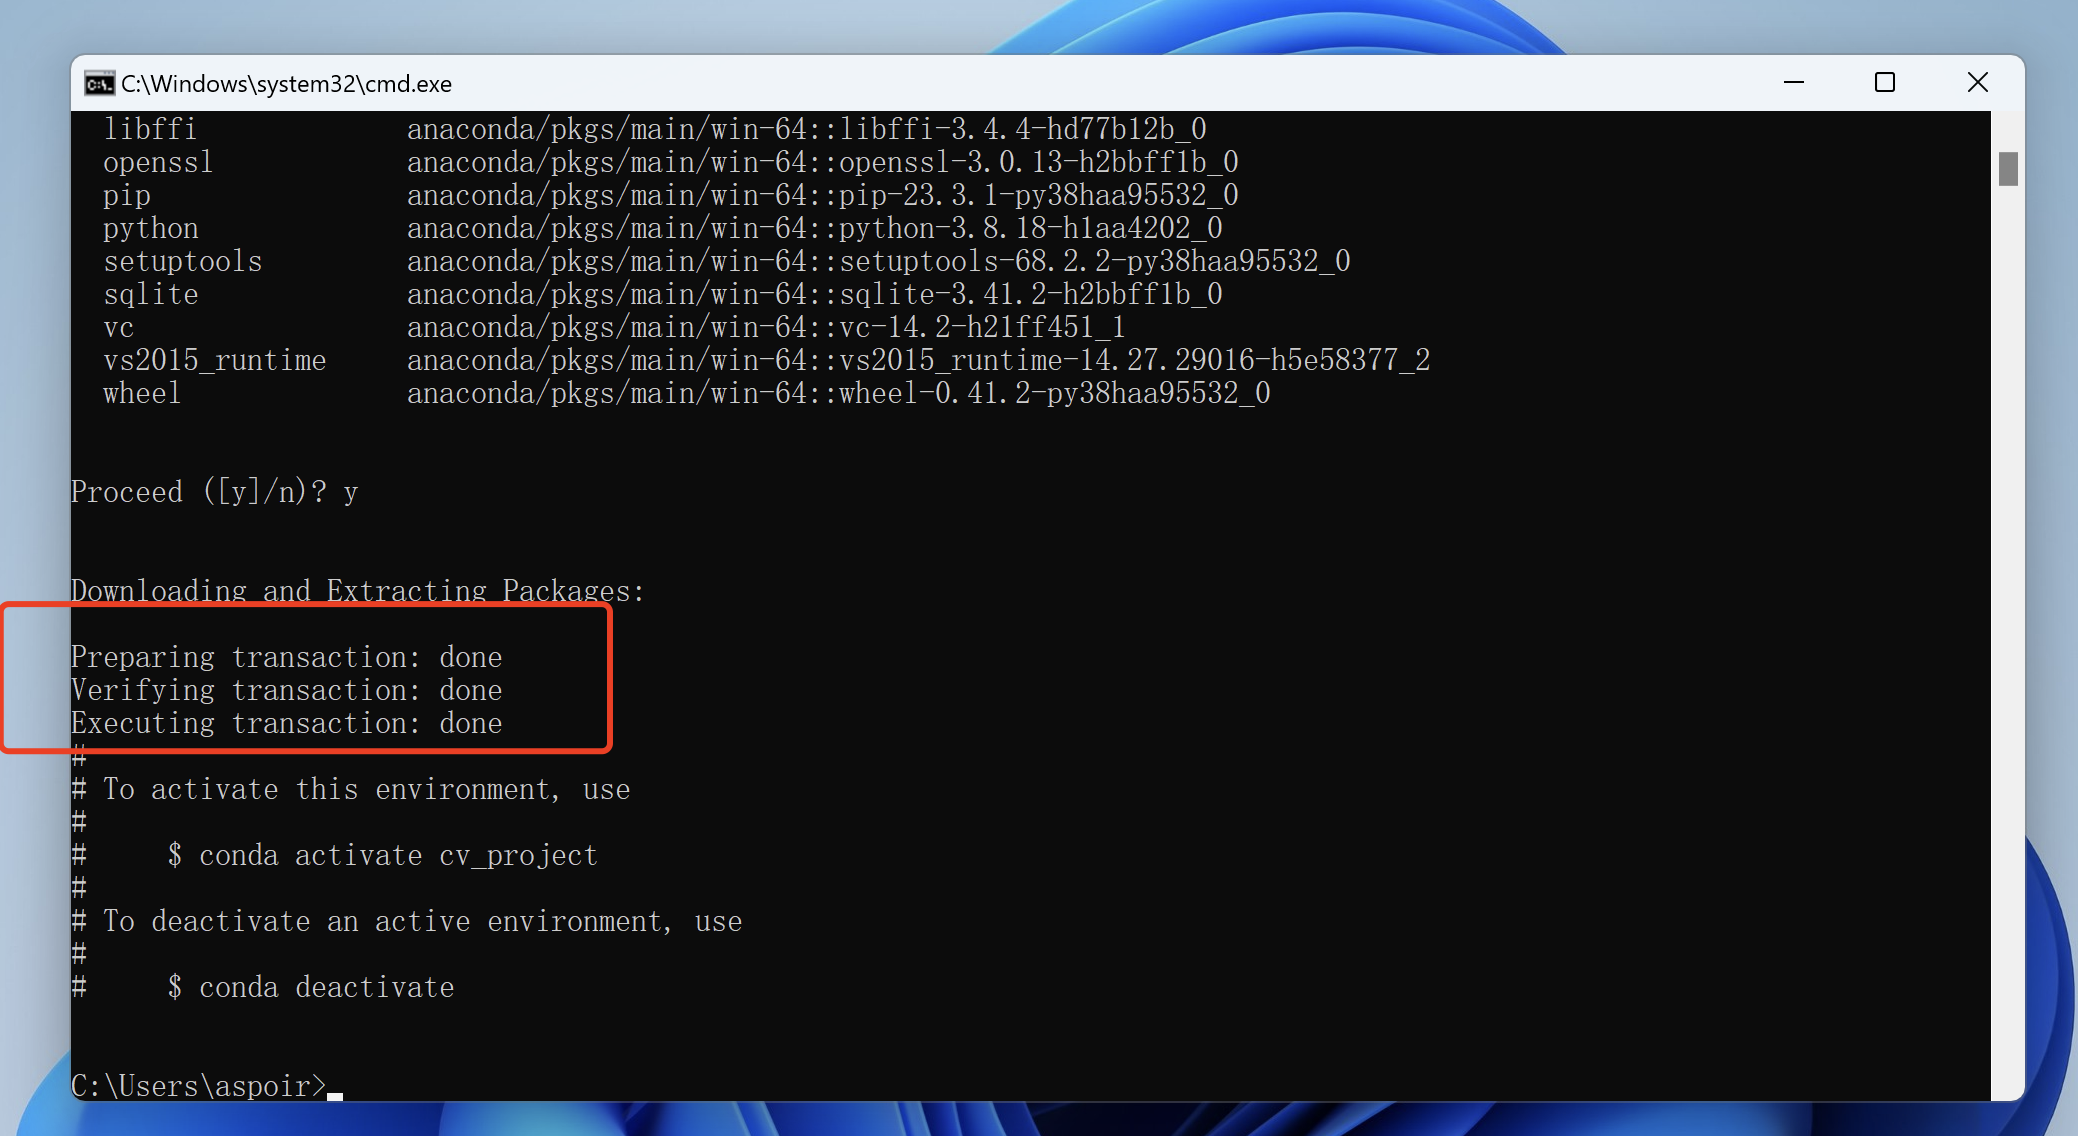 C:\Windows\system32\cmd.exe
libffi anaconda/pkgs/main/win-64::libffi-3.4.4-hd77b12b_0
openssl anaconda/pkgs/main/win-64::openssl-3.0.13-h2bbff1b_0
pip anaconda/pkgs/main/win-64::pip-23.3.1-py38haa95532_0
python anaconda/pkgs/main/win-64::python-3.8.18-h1aa4202_0
setuptools anaconda/pkgs/main/win-64::setuptools-68.2.2-py38haa95532_0
sqlite anaconda/pkgs/main/win-64::sqlite-3.41.2-h2bbff1b_0
vc anaconda/pkgs/main/win-64::vc-14.2-h21ff451_1
vs2015_runtime anaconda/pkgs/main/win-64::vs2015_runtime-14.27.29016-h5e58377_2
wheel anaconda/pkgs/main/win-64::wheel-0.41.2-py38haa95532_0
Proceed ([y]/n)? y
Downloading and Extracting Packages:
Preparing transaction: done
Verifying transaction: done
Executing transaction: done
#
# To activate this environment, use
#
#     $ conda activate cv_project
#
# To deactivate an active environment, use
#
#     $ conda deactivate
C:\Users\aspoir>